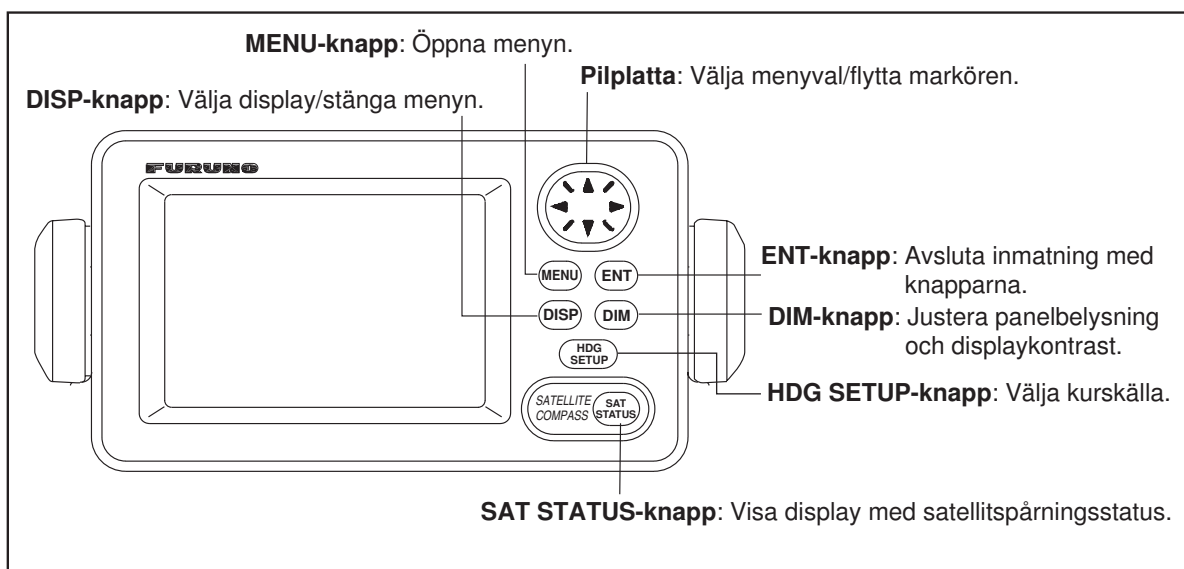 MENU-knapp: Öppna menyn.
Pilplatta: Välja menyval/flytta markören.
DISP-knapp: Välja display/stänga menyn.
FURUNO
MENU
ENT
ENT-knapp: Avsluta inmatning med
knapparna.
DISP
DIM
DIM-knapp: Justera panelbelysning
och displaykontrast.
HDG
SETUP
HDG SETUP-knapp: Välja kurskälla.
SATELLITE
COMPASS
SAT
STATUS
SAT STATUS-knapp: Visa display med satellitspårningsstatus.